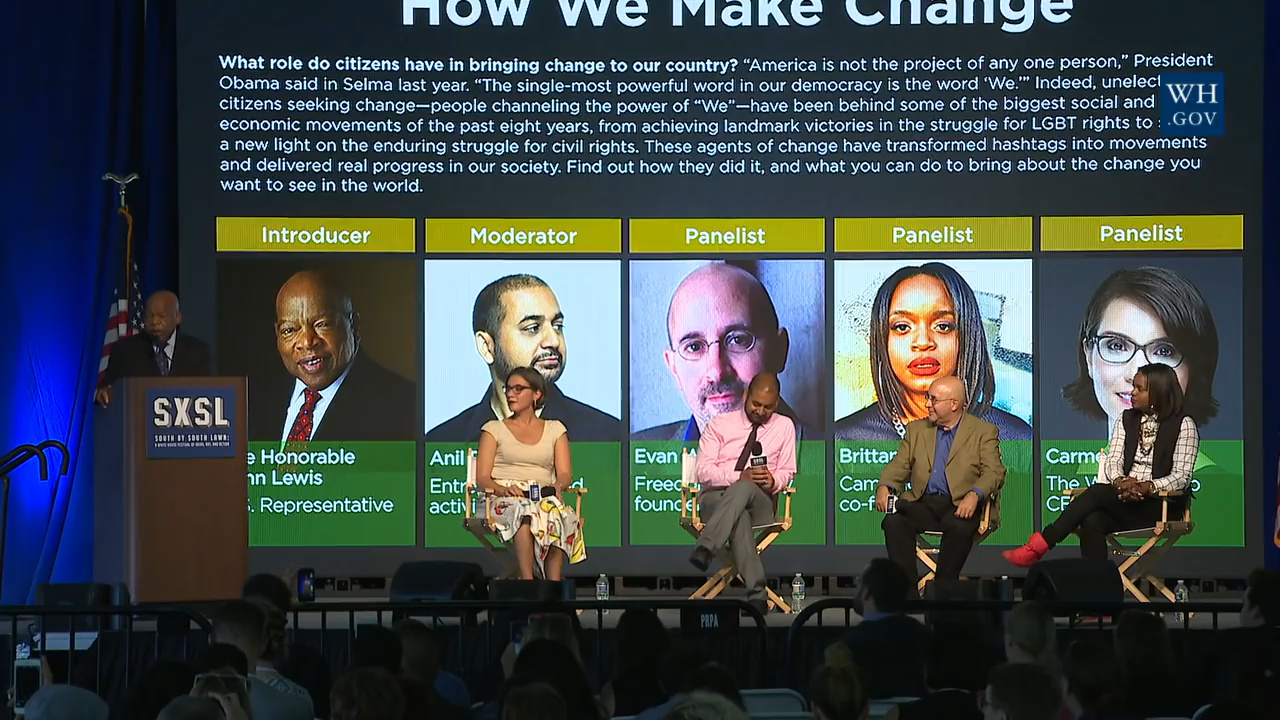 How We Make Change
What role do citizens have in bringing change to our country? “America is not the project of any one person,” President
Obama said in Selma last year. “The single-most powerful word in our democracy is the word ‘We.’” Indeed, unelect
citizens seeking change—people channeling the power of “We”—have been behind some of the biggest social and
economic movements of the past eight years, from achieving landmark victories in the struggle for LGBT rights to
a new light on the enduring struggle for civil rights. These agents of change have transformed hashtags into movements
and delivered real progress in our society. Find out how they did it, and what you can do to bring about the change you
want to see in the world.
WH
.GOV
Introducer
Moderator
Panelist
Panelist
Panelist
e Honorable
hn Lewis
S. Representative
Anil
Entr
activi
Evan
Freed
founde
Brittan
Cam
co-f
Carme
The W
CE
SXSL
SOUTH BY SOUTH LAWN:
PRPA